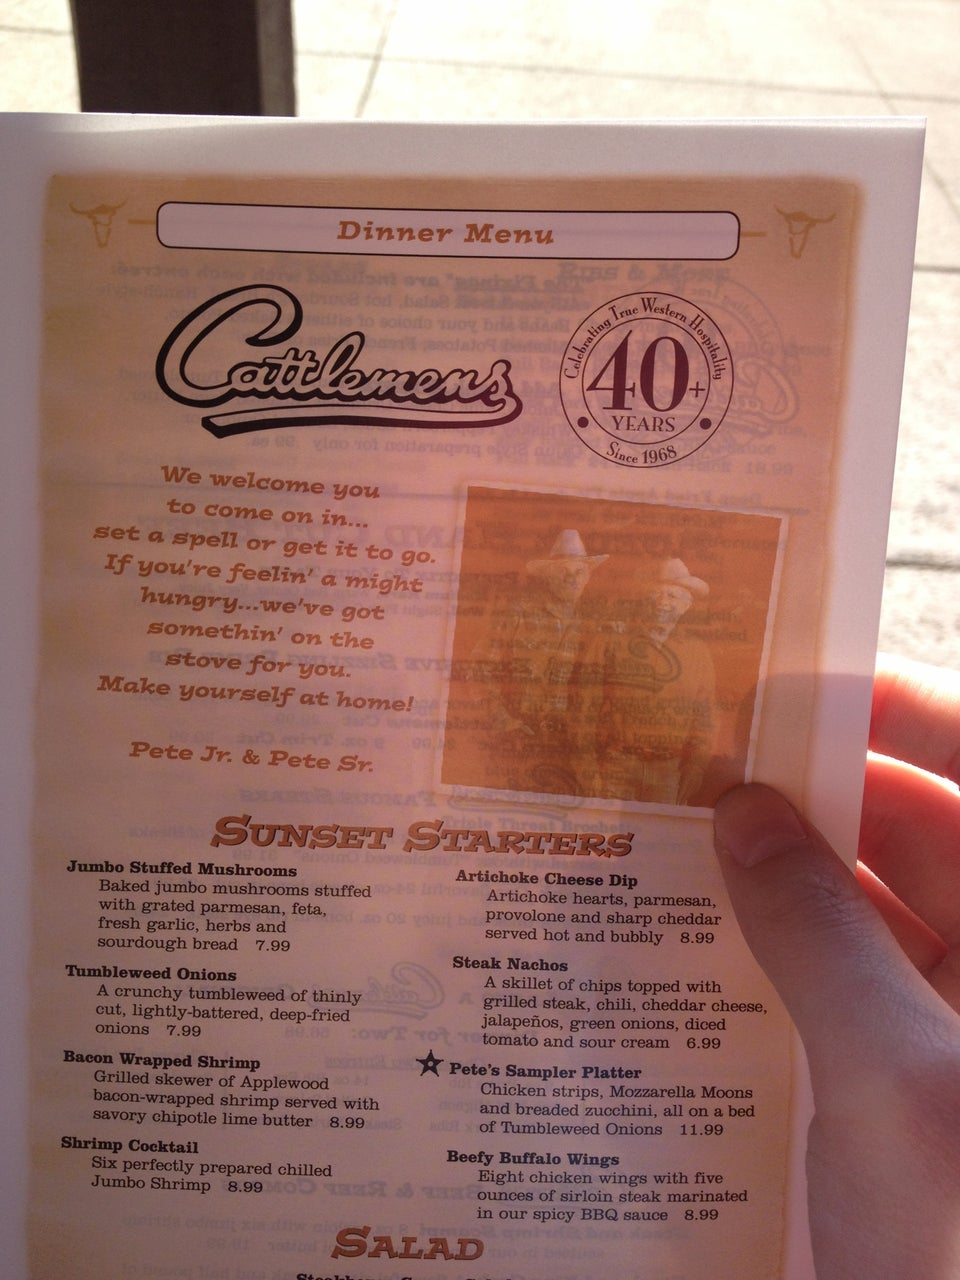 Dinner Menu
Cattlemens
Celebrating True Western Hospitality
40+
YEARS
Since 1968
We welcome you
to come on in...
set a spell or get it to go.
If you're feelin' a might
hungry...we've got
somethin' on the
stove for you.
Make yourself at home!
Pete Jr. & Pete Sr.
SUNSET STARTERS
Jumbo Stuffed Mushrooms
Baked jumbo mushrooms stuffed
with grated parmesan, feta,
fresh garlic, herbs and
sourdough bread 7.99
Tumbleweed Onions
A crunchy tumbleweed of thinly
cut, lightly-battered, deep-fried
onions 7.99
Bacon Wrapped Shrimp
Grilled skewer of Applewood
bacon-wrapped shrimp served with
savory chipotle lime butter 8.99
Shrimp Cocktail
Six perfectly prepared chilled
Jumbo Shrimp 8.99
Artichoke Cheese Dip
Artichoke hearts, parmesan,
provolone and sharp cheddar
served hot and bubbly 8.99
Steak Nachos
A skillet of chips topped with
grilled steak, chili, cheddar cheese,
jalapeños, green onions, diced
tomato and sour cream 6.99
Pete's Sampler Platter
Chicken strips, Mozzarella Moons
and breaded zucchini, all on a bed
of Tumbleweed Onions 11.99
Beefy Buffalo Wings
Eight chicken wings with five
ounces of sirloin steak marinated
in our spicy BBQ sauce 8.99
SALAD